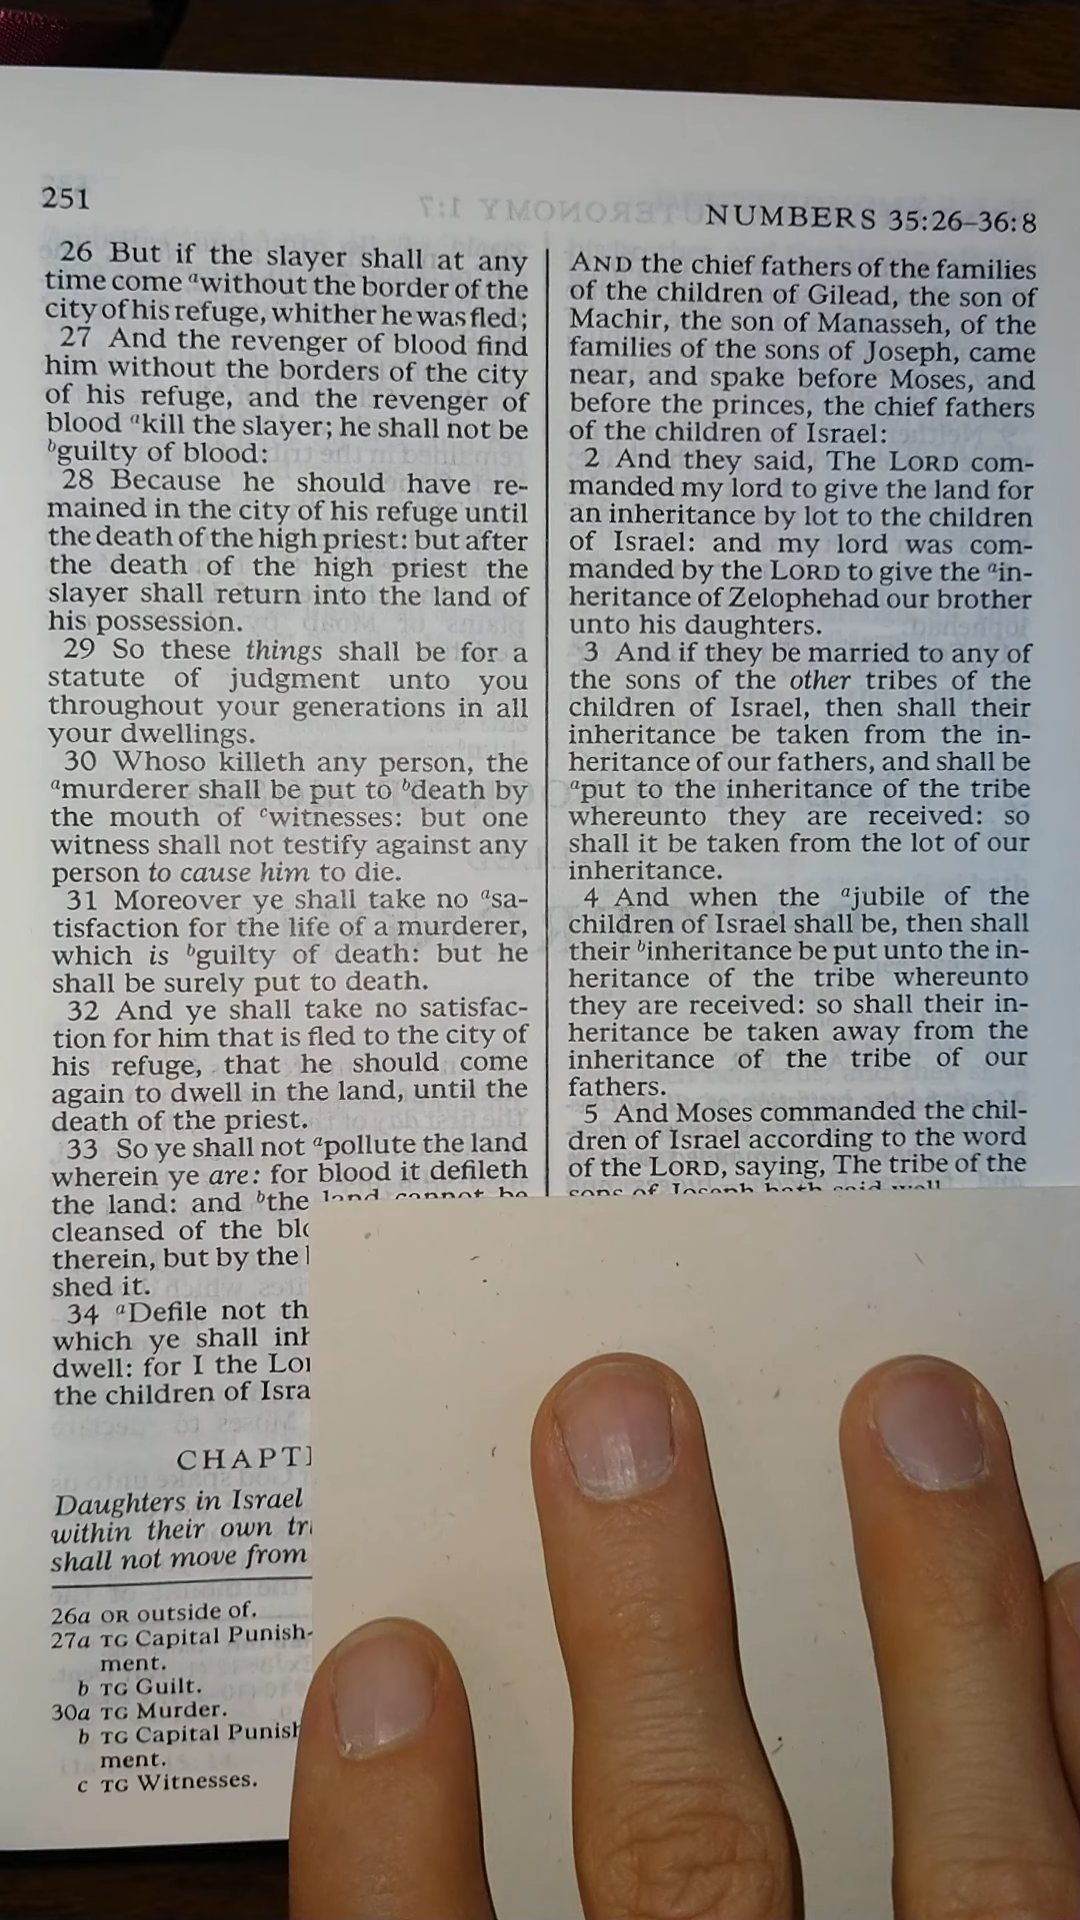 251
NUMBERS 35:26–36:8
26 But if the slayer shall at any
time come ᵃwithout the border of the
city of his refuge, whither he was fled;
27 And the revenger of blood find
him without the borders of the city
of his refuge, and the revenger of
blood ᵃkill the slayer; he shall not be
ᵇguilty of blood:
28 Because he should have re-
mained in the city of his refuge until
the death of the high priest: but after
the death of the high priest the
slayer shall return into the land of
his possession.
29 So these things shall be for a
statute of judgment unto you
throughout your generations in all
your dwellings.
30 Whoso killeth any person, the
ᵃmurderer shall be put to ᵇdeath by
the mouth of ᶜwitnesses: but one
witness shall not testify against any
person to cause him to die.
31 Moreover ye shall take no ᵃsa-
tisfaction for the life of a murderer,
which is ᵇguilty of death: but he
shall be surely put to death.
32 And ye shall take no satisfac-
tion for him that is fled to the city of
his refuge, that he should come
again to dwell in the land, until the
death of the priest.
33 So ye shall not ᵃpollute the land
wherein ye are: for blood it defileth
the land: and ᵇthe land cannot be
cleansed of the
therein, but by the
shed it.
34 ᵃDefile not
which ye shall
dwell: for I the
the children of
Daughters in Israel
within their own
shall not move from
26a OR outside of.
27a TG Capital Punish-
ment.
b TG Guilt.
30a TG Murder.
b TG Capital Punish
ment.
c TG Witnesses.
AND the chief fathers of the families
of the children of Gilead, the son of
Machir, the son of Manasseh, of the
families of the sons of Joseph, came
near, and spake before Moses, and
before the princes, the chief fathers
of the children of Israel:
2 And they said, The LORD com-
manded my lord to give the land for
an inheritance by lot to the children
of Israel: and my lord was com-
manded by the LORD to give the ᵃin-
heritance of Zelophehad our brother
unto his daughters.
3 And if they be married to any of
the sons of the other tribes of the
children of Israel, then shall their
inheritance be taken from the in-
heritance of our fathers, and shall be
ᵃput to the inheritance of the tribe
whereunto they are received: so
shall it be taken from the lot of our
inheritance.
4 And when the ᵃjubile of the
children of Israel shall be, then shall
their ᵇinheritance be put unto the in-
heritance of the tribe whereunto
they are received: so shall their in-
heritance be taken away from the
inheritance of the tribe of our
fathers.
5 And Moses commanded the chil-
dren of Israel according to the word
of the LORD, saying, The tribe of the
sons of Joseph hath said well.